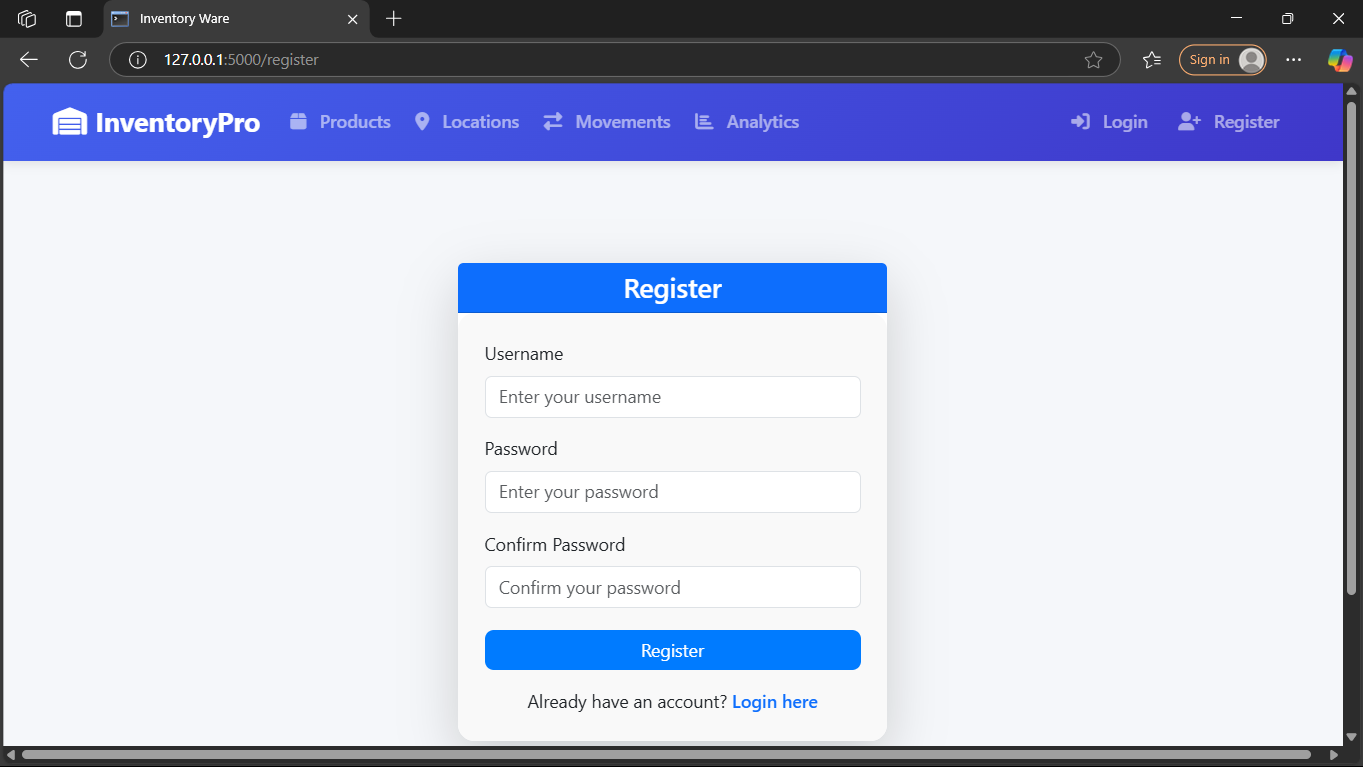 Inventory Ware
127.0.0.1:5000/register
Sign in
InventoryPro Products Locations Movements Analytics Login Register
Register
Username
Enter your username
Password
Enter your password
Confirm Password
Confirm your password
Register
Already have an account? Login here